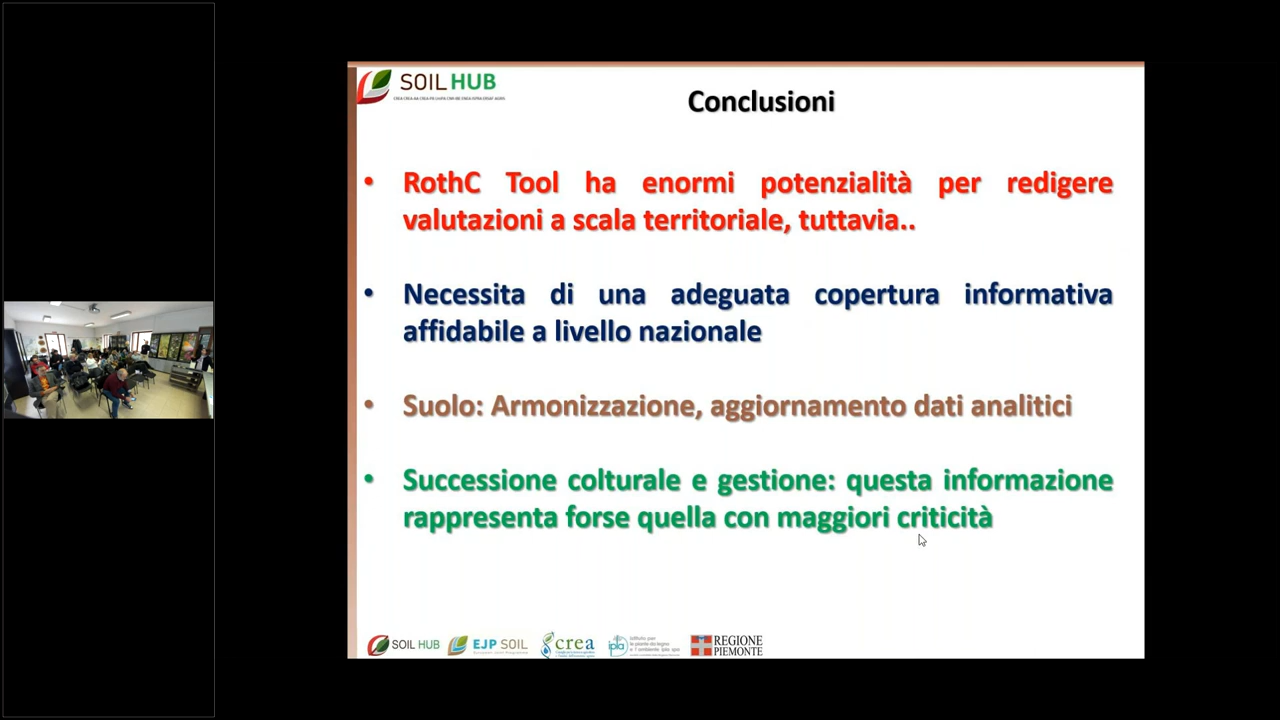 SOIL HUB
Conclusioni
• RothC Tool ha enormi potenzialità per redigere
valutazioni a scala territoriale, tuttavia..
• Necessita di una adeguata copertura informativa
affidabile a livello nazionale
• Suolo: Armonizzazione, aggiornamento dati analitici
• Successione colturale e gestione: questa informazione
rappresenta forse quella con maggiori criticità
SOIL HUB
EJP SOIL
crea
ipla
REGIONE
PIEMONTE